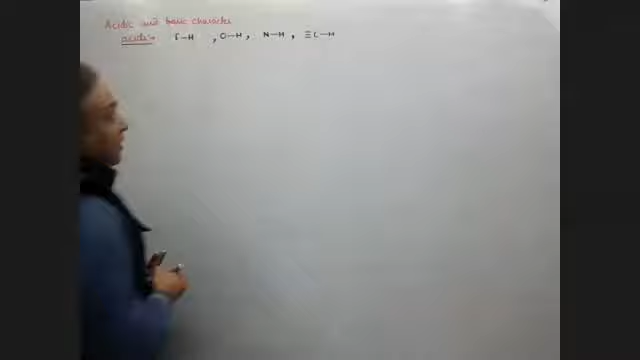 Acidic and basic character
acidic→ F—H , O—H, N—H, ≡C—H